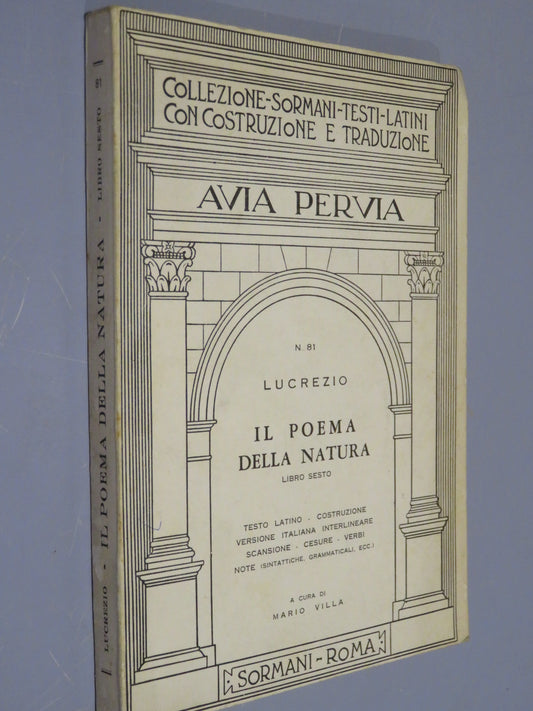 COLLEZIONE-SORMANI-TESTI-LATINI
CON COSTRUZIONE E TRADUZIONE
AVIA PERVIA
N. 81
LUCREZIO
IL POEMA
DELLA NATURA
LIBRO SESTO
TESTO LATINO - COSTRUZIONE
VERSIONE ITALIANA INTERLINEARE
SCANSIONE - CESURE - VERBI
NOTE (SINTATTICHE, GRAMMATICALI, ECC.)
A CURA DI
MARIO VILLA
SORMANI-ROMA
LUCREZIO - IL POEMA DELLA NATURA - LIBRO SESTO 81